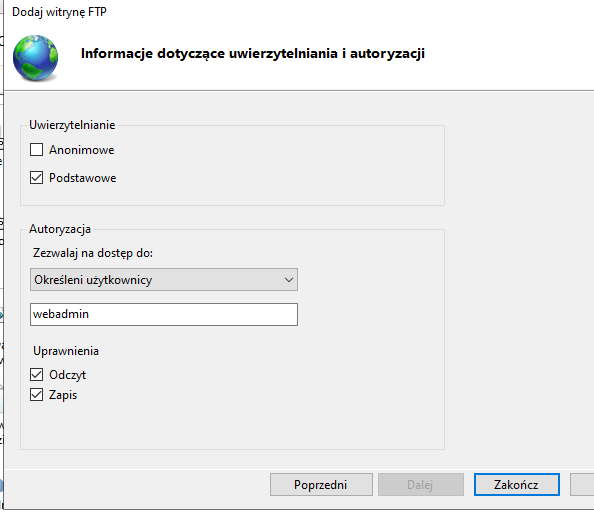 Dodaj witrynę FTP
Informacje dotyczące uwierzytelniania i autoryzacji
Uwierzytelnianie
Anonimowe
Podstawowe
Autoryzacja
Zezwalaj na dostęp do:
Określeni użytkownicy
webadmin
Uprawnienia
Odczyt
Zapis
Poprzedni
Dalej
Zakończ